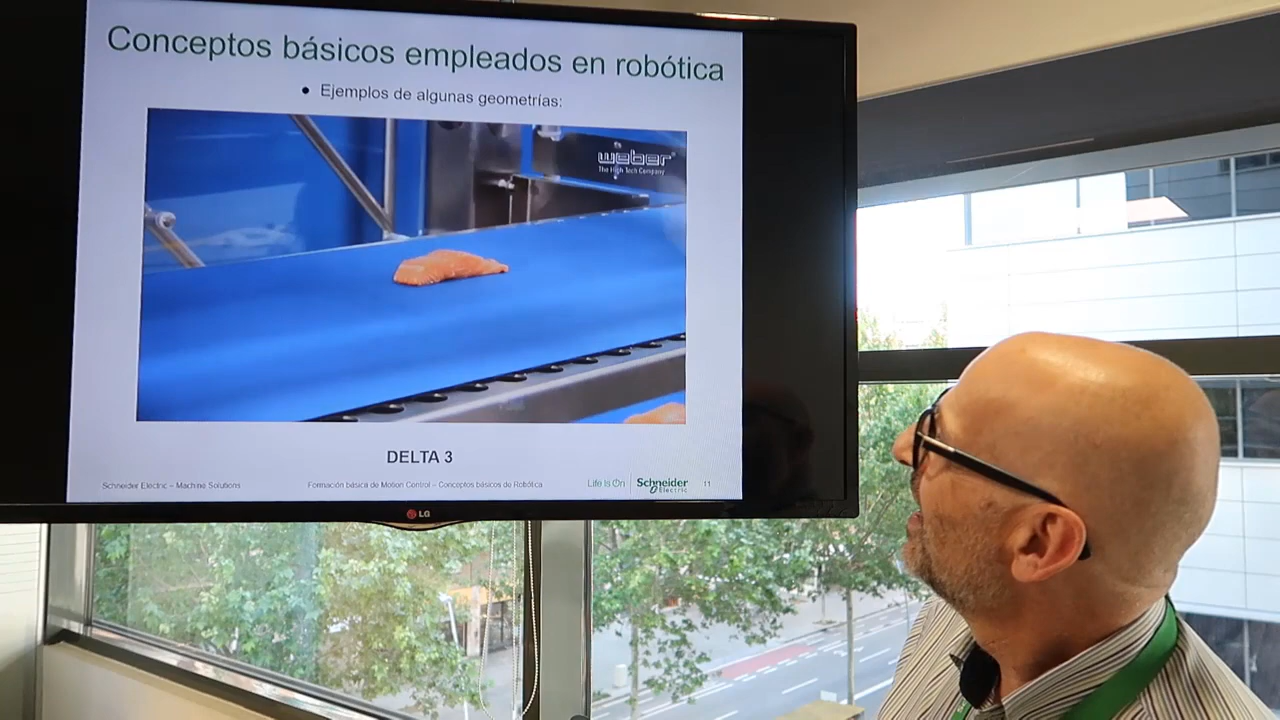 Conceptos básicos empleados en robótica
• Ejemplos de algunas geometrías:
weber
The High Tech Company
DELTA 3
Schneider Electric – Machine Solutions
Formación básica de Motion Control – Conceptos básicos de Robótica
Life Is On
Schneider
Electric
11
LG